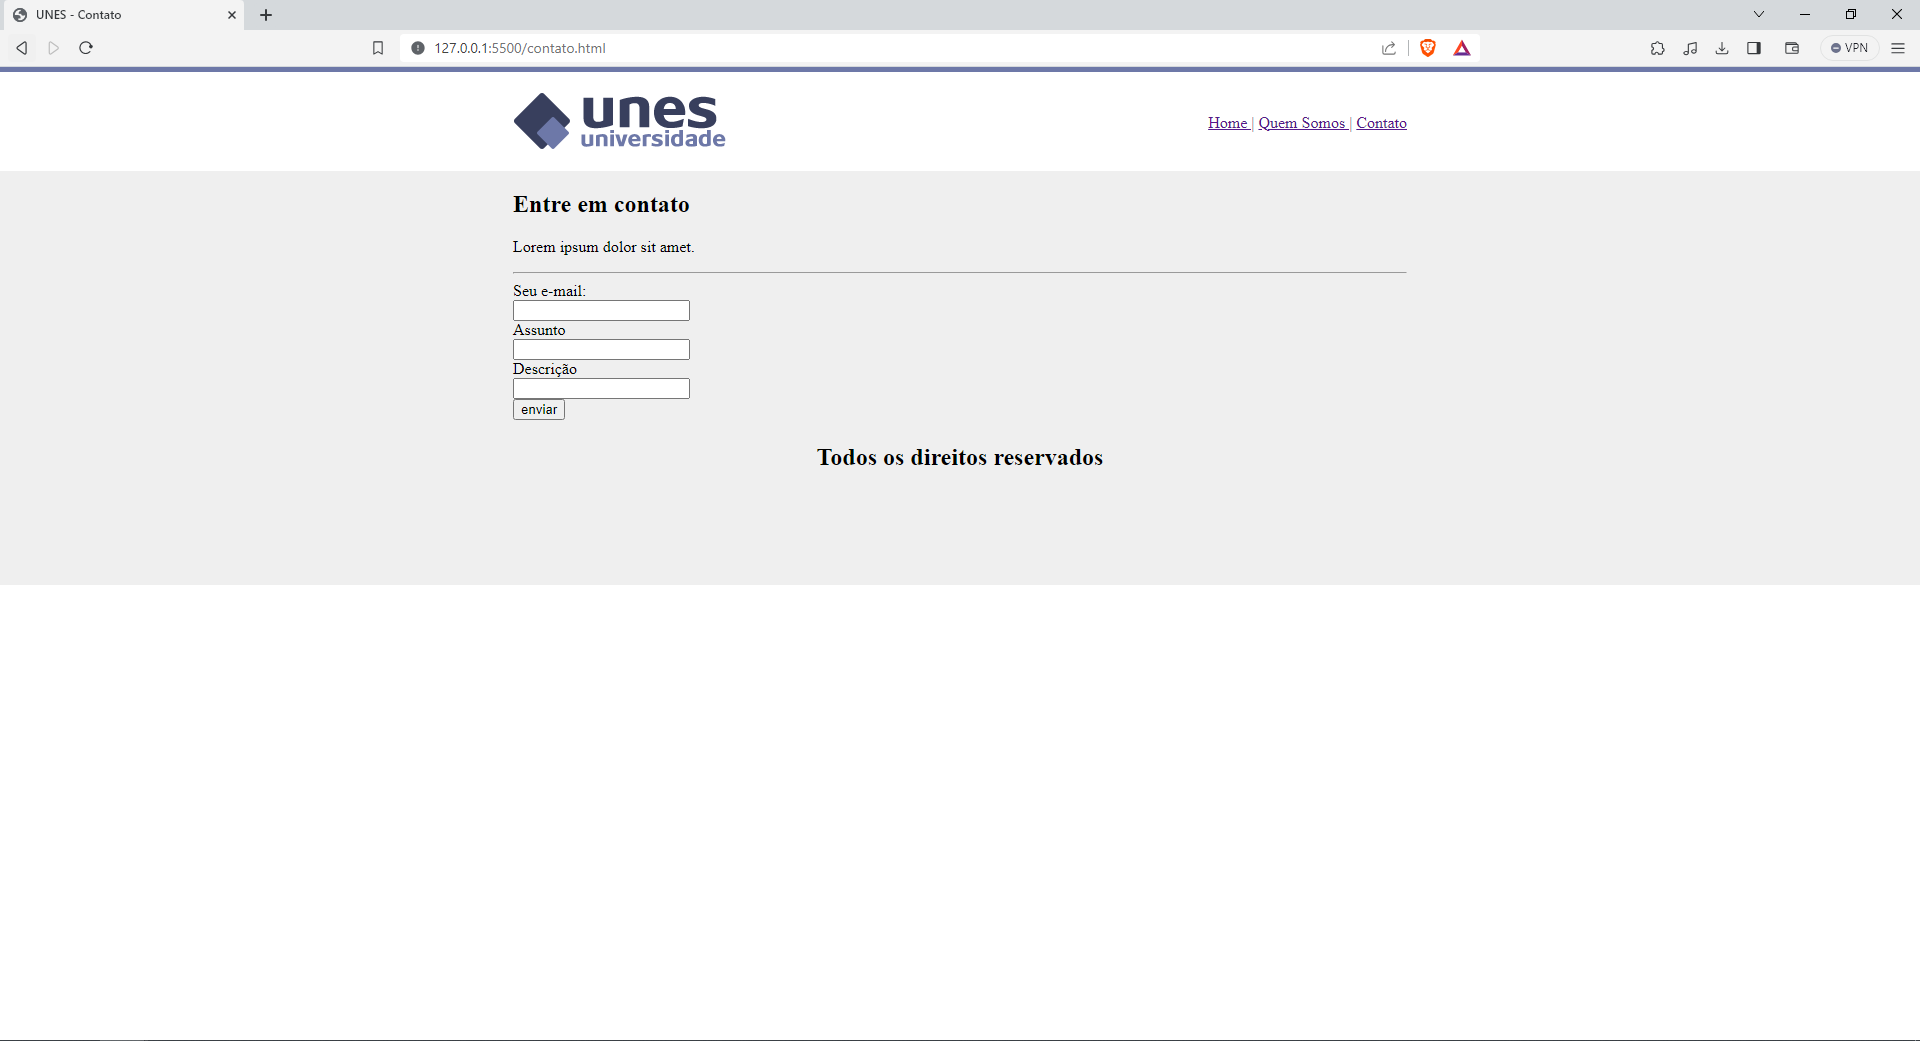 UNES - Contato
127.0.0.1:5500/contato.html
VPN
unes
universidade
Home | Quem Somos | Contato
Entre em contato
Lorem ipsum dolor sit amet.
Seu e-mail:
Assunto
Descrição
enviar
Todos os direitos reservados